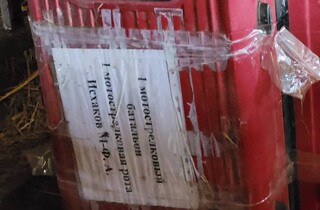 1 мотострелковый
батальон
1 мотострелковая рота
Исхаков